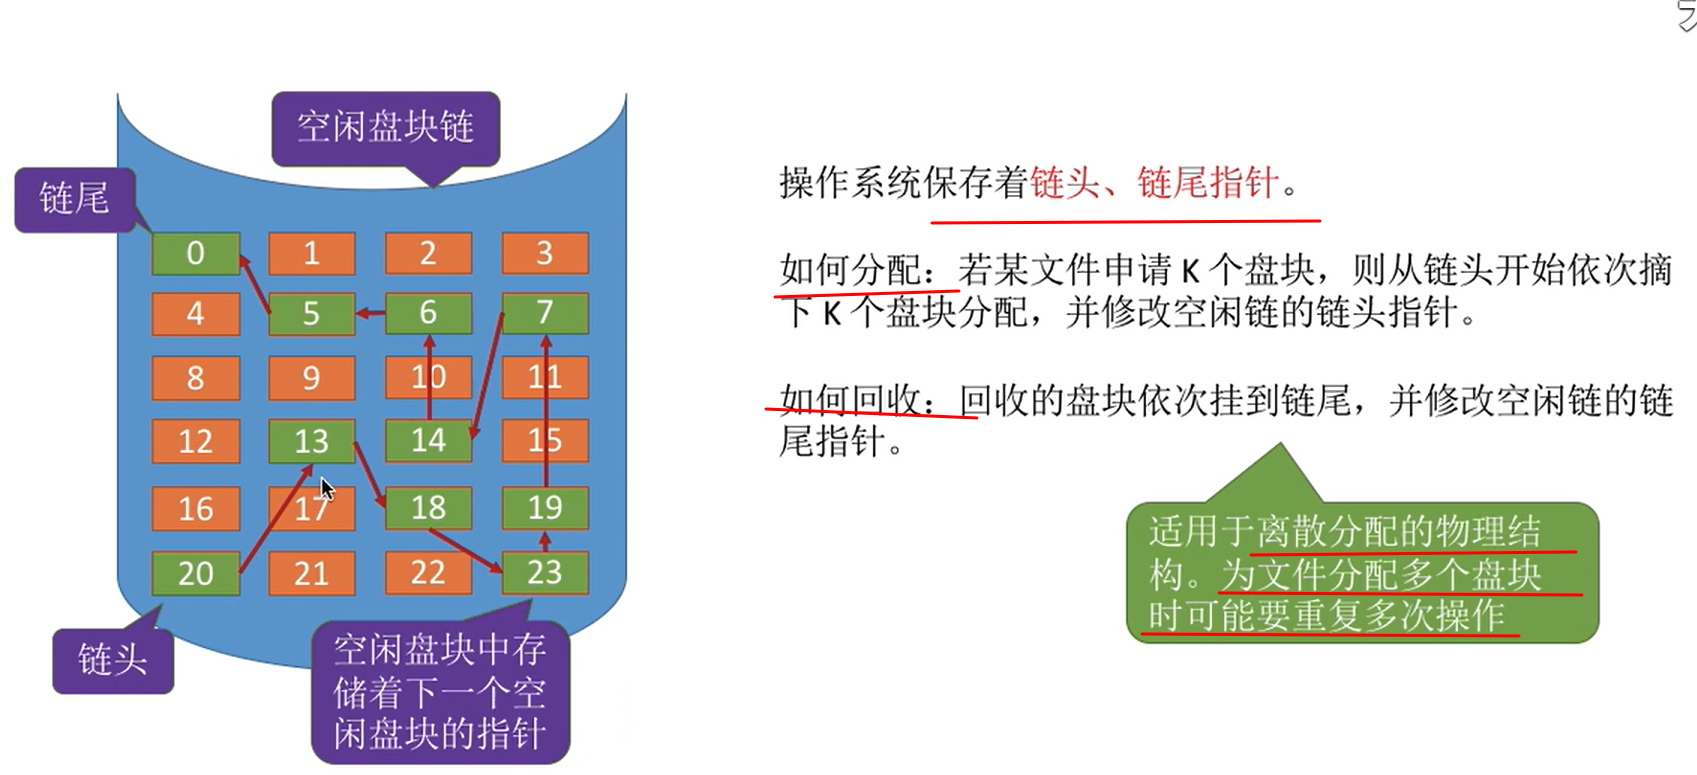 空闲盘块链
链尾
0 1 2 3
4 5 6 7
8 9 10 11
12 13 14 15
16 17 18 19
20 21 22 23
链头
空闲盘块中存
储着下一个空
闲盘块的指针
操作系统保存着链头、链尾指针。
如何分配：若某文件申请 K 个盘块，则从链头开始依次摘
下 K 个盘块分配，并修改空闲链的链头指针。
如何回收：回收的盘块依次挂到链尾，并修改空闲链的链
尾指针。
适用于离散分配的物理结
构。为文件分配多个盘块
时可能要重复多次操作